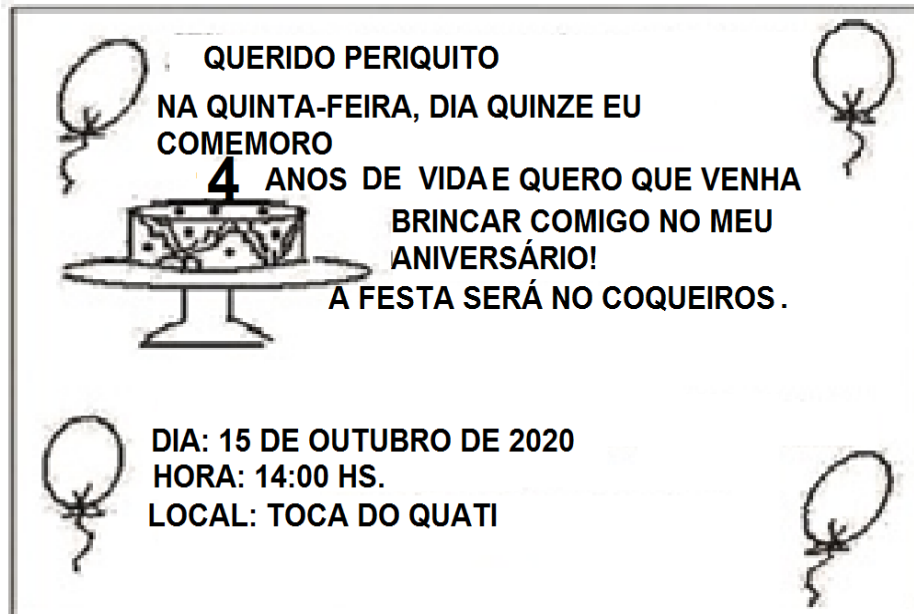 QUERIDO PERIQUITO
NA QUINTA-FEIRA, DIA QUINZE EU
COMEMORO
4 ANOS DE VIDA E QUERO QUE VENHA
BRINCAR COMIGO NO MEU
ANIVERSÁRIO!
A FESTA SERÁ NO COQUEIROS.
DIA: 15 DE OUTUBRO DE 2020
HORA: 14:00 HS.
LOCAL: TOCA DO QUATI